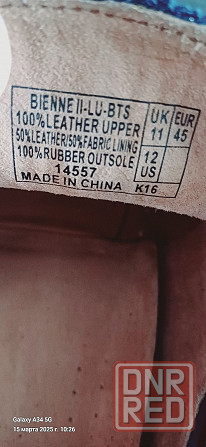 BIENNE II-LU-BTS
100% LEATHER UPPER
50% LEATHER/50% FABRIC LINING
100% RUBBER OUTSOLE
14557
MADE IN CHINA
UK EUR
11 45
12
US
K16
Galaxy A34 5G
15 марта 2025 г. 10:26
DNR
RED